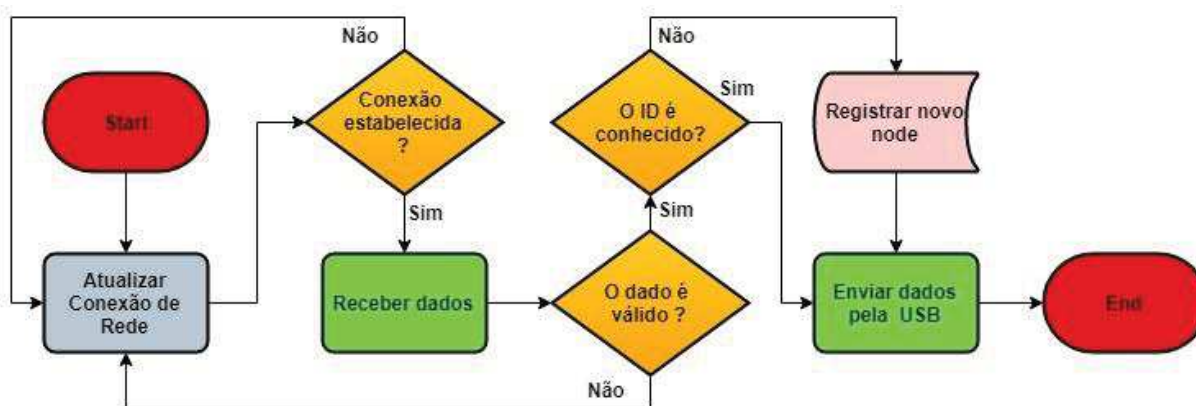 Não
Não
Start
Conexão
estabelecida
?
Sim
O ID é
conhecido?
Sim
Registrar novo
node
Sim
Atualizar
Conexão de
Rede
Receber dados
O dado é
válido ?
Enviar dados
pela USB
End
Não